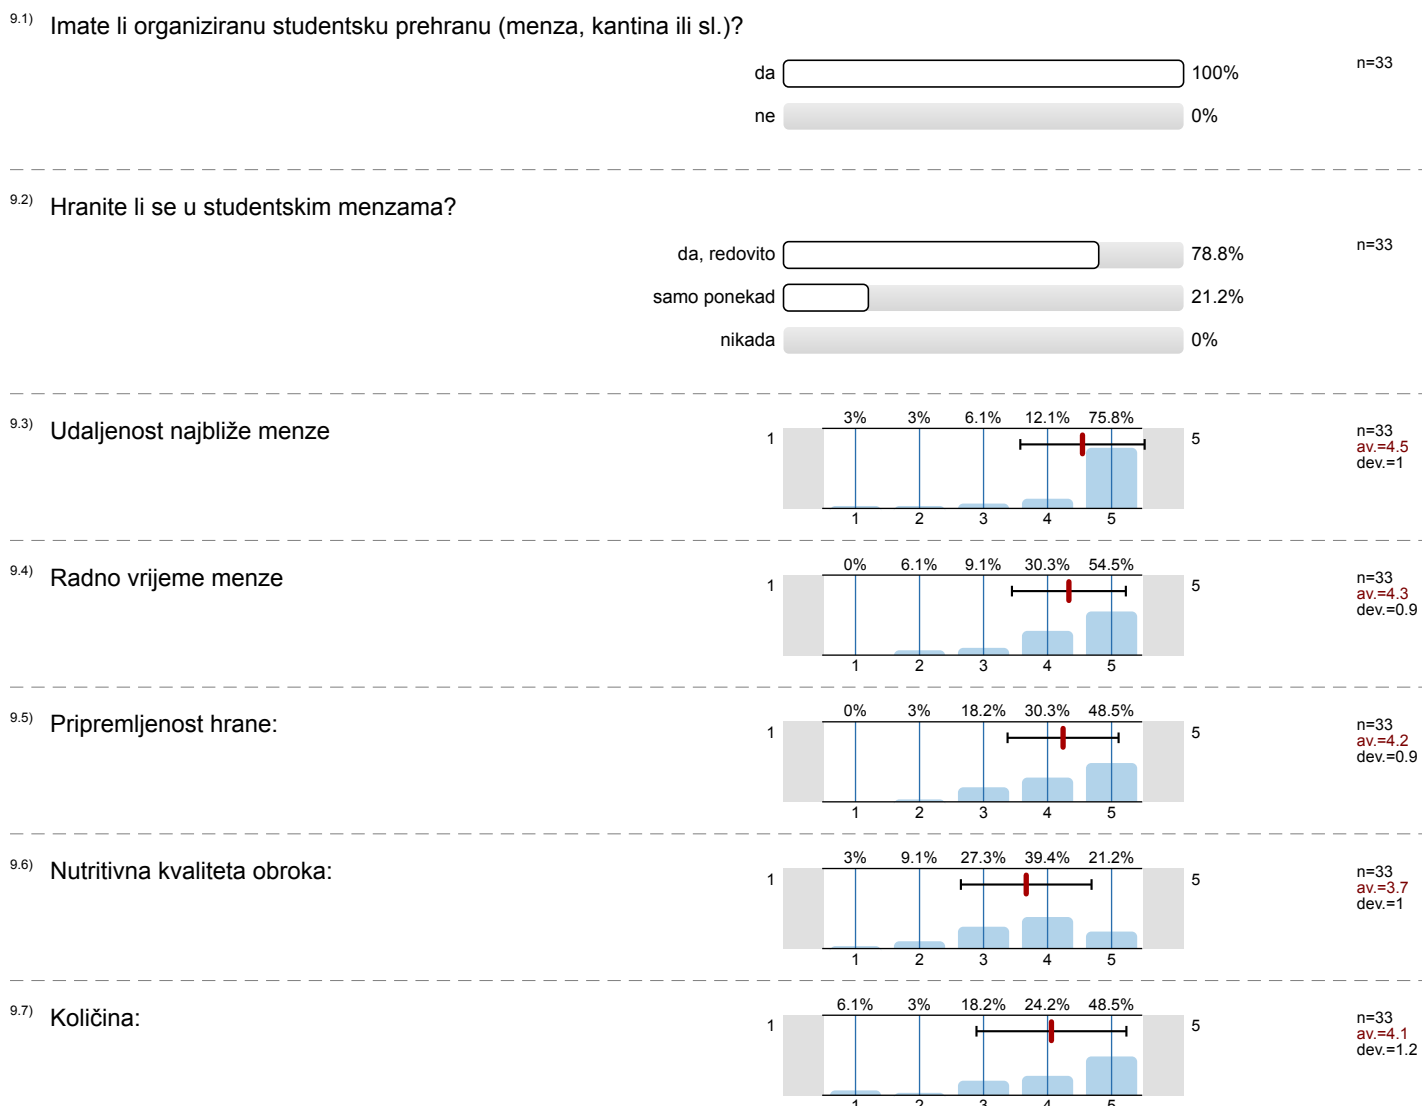 9.1) Imate li organiziranu studentsku prehranu (menza, kantina ili sl.)?
da 100% n=33
ne 0%
9.2) Hranite li se u studentskim menzama?
da, redovito 78.8% n=33
samo ponekad 21.2%
nikada 0%
9.3) Udaljenost najbliže menze
3% 3% 6.1% 12.1% 75.8%
1 5
n=33
av.=4.5
dev.=1
1 2 3 4 5
9.4) Radno vrijeme menze
0% 6.1% 9.1% 30.3% 54.5%
1 5
n=33
av.=4.3
dev.=0.9
1 2 3 4 5
9.5) Pripremljenost hrane:
0% 3% 18.2% 30.3% 48.5%
1 5
n=33
av.=4.2
dev.=0.9
1 2 3 4 5
9.6) Nutritivna kvaliteta obroka:
3% 9.1% 27.3% 39.4% 21.2%
1 5
n=33
av.=3.7
dev.=1
1 2 3 4 5
9.7) Količina:
6.1% 3% 18.2% 24.2% 48.5%
1 5
n=33
av.=4.1
dev.=1.2
1 2 3 4 5